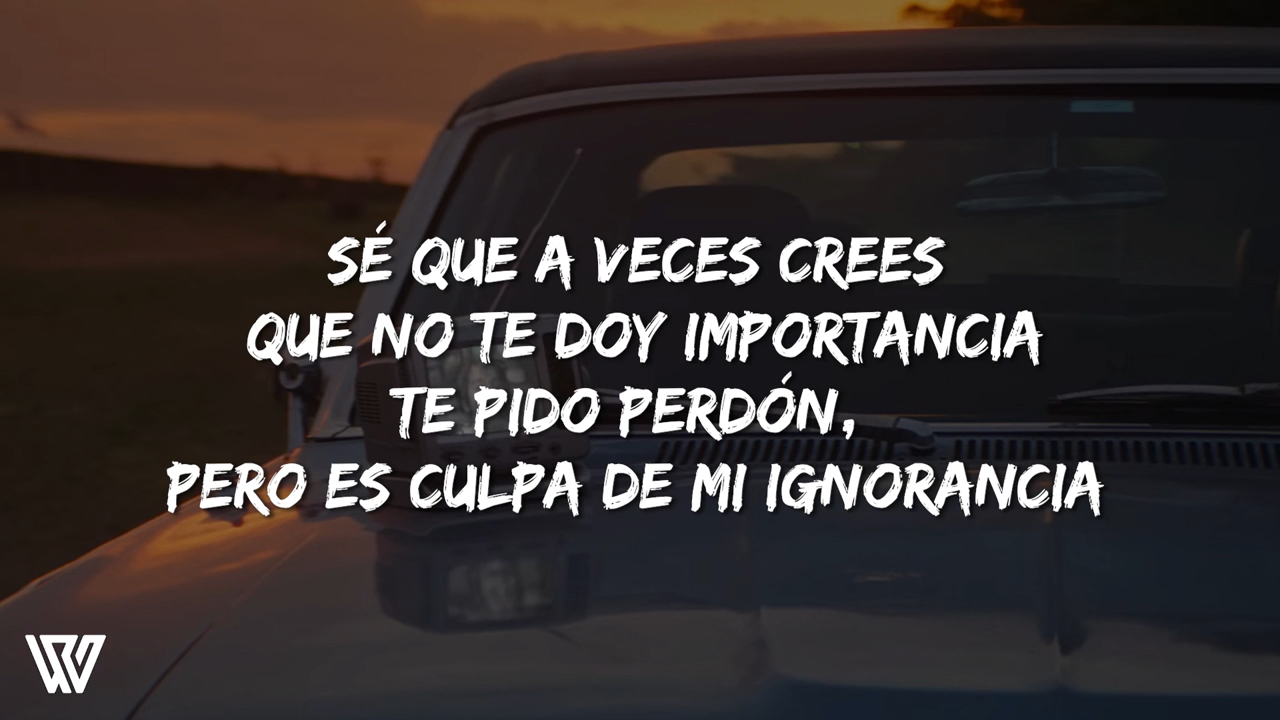 SÉ QUE A VECES CREES
QUE NO TE DOY IMPORTANCIA
TE PIDO PERDÓN,
PERO ES CULPA DE MI IGNORANCIA